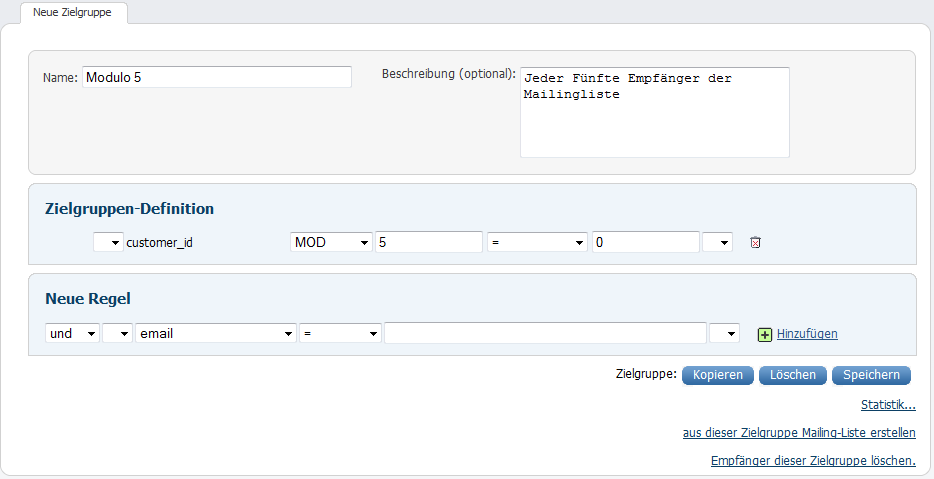 Neue Zielgruppe
Name: Modulo 5
Beschreibung (optional): Jeder Fünfte Empfänger der
Mailingliste
Zielgruppen-Definition
customer_id MOD 5 = 0
Neue Regel
und email = Hinzufügen
Zielgruppe: Kopieren Löschen Speichern
Statistik...
aus dieser Zielgruppe Mailing-Liste erstellen
Empfänger dieser Zielgruppe löschen.